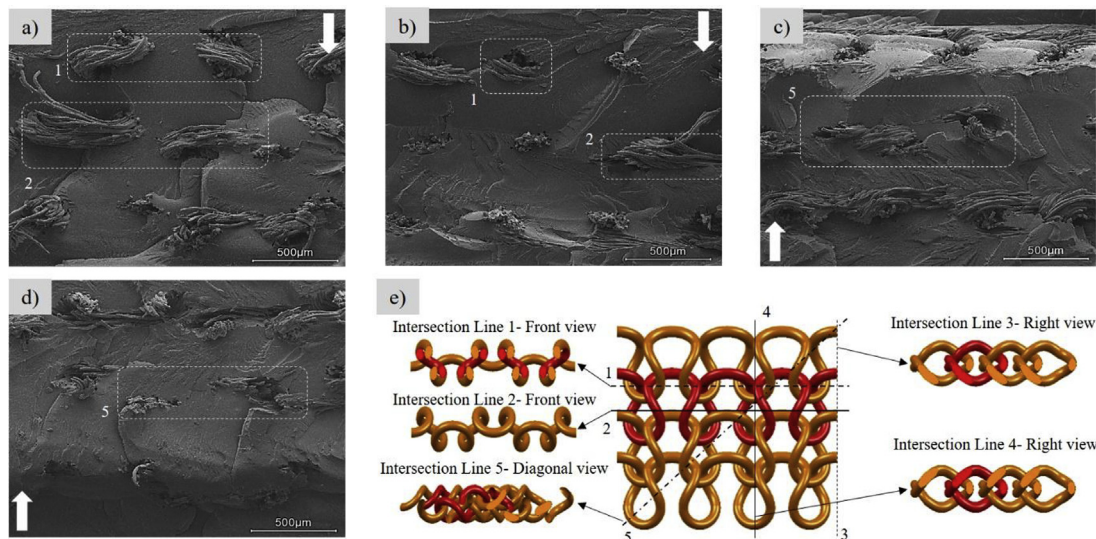 a)
1
2
500μm
b)
1
2
500μm
c)
5
500μm
d)
5
500μm
e)
Intersection Line 1- Front view
Intersection Line 2- Front view
Intersection Line 5- Diagonal view
4
1
2
5
3
Intersection Line 3- Right view
Intersection Line 4- Right view